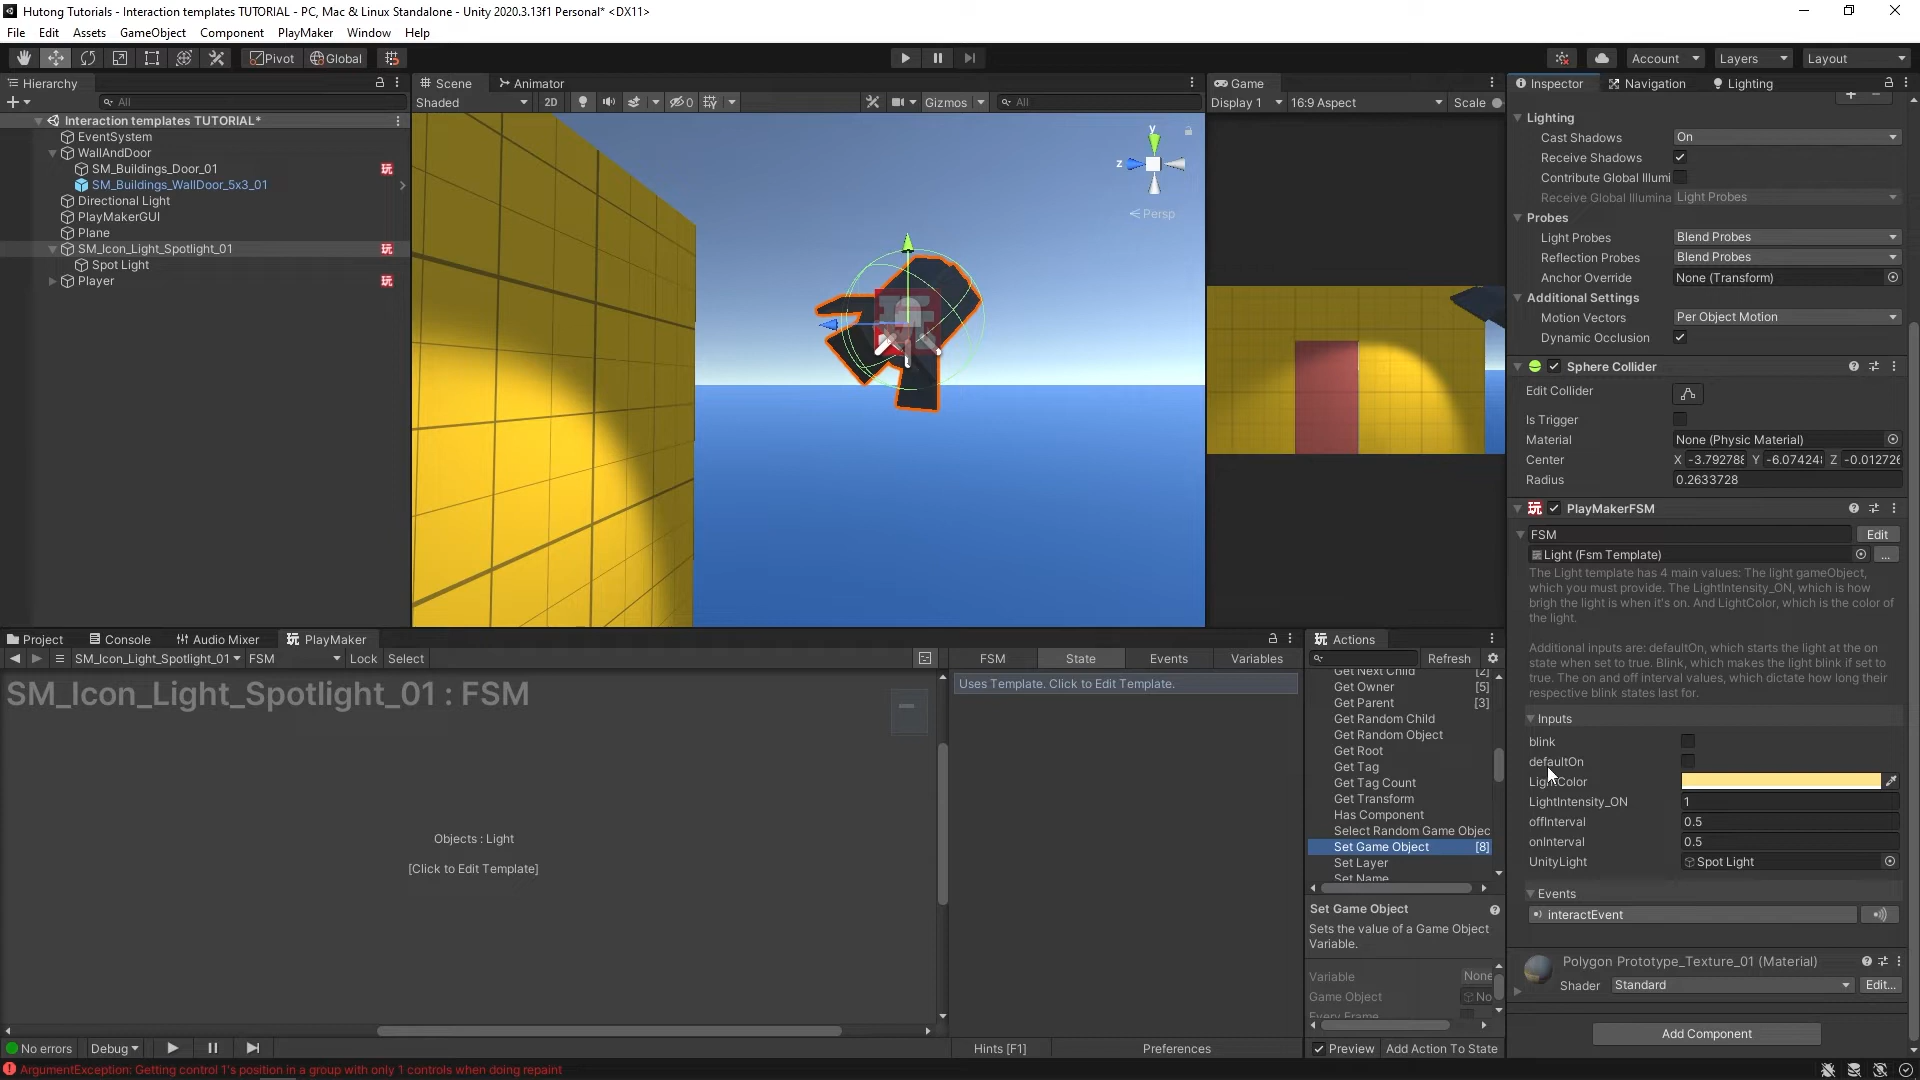 Hutong Tutorials - Interaction templates TUTORIAL - PC, Mac & Linux Standalone - Unity 2020.3.13f1 Personal* <DX11>
File Edit Assets GameObject Component PlayMaker Window Help
Pivot Global Account Layers Layout
Hierarchy
All
Interaction templates TUTORIAL*
EventSystem
WallAndDoor
SM_Buildings_Door_01
SM_Buildings_WallDoor_5x3_01
Directional Light
PlayMakerGUI
Plane
SM_Icon_Light_Spotlight_01
Spot Light
Player
Scene Animator
Shaded 2D 0 Gizmos All
y
z
Persp
Game
Display 1 16:9 Aspect Scale
Inspector Navigation Lighting
Lighting
Cast Shadows On
Receive Shadows
Contribute Global Illumi
Receive Global Illumina Light Probes
Probes
Light Probes Blend Probes
Reflection Probes Blend Probes
Anchor Override None (Transform)
Additional Settings
Motion Vectors Per Object Motion
Dynamic Occlusion
Sphere Collider
Edit Collider
Is Trigger
Material None (Physic Material)
Center X -3.792788 Y -6.07424 Z -0.012726
Radius 0.2633728
玩 PlayMakerFSM
FSM Edit
Light (Fsm Template) ...
The Light template has 4 main values: The light gameObject,
which you must provide. The LightIntensity_ON, which is how
brigh the light is when it's on. And LightColor, which is the color of
the light.
Additional inputs are: defaultOn, which starts the light at the on
state when set to true. Blink, which makes the light blink if set to
true. The on and off interval values, which dictate how long their
respective blink states last for.
Inputs
blink
defaultOn
LightColor
LightIntensity_ON 1
offInterval 0.5
onInterval 0.5
UnityLight Spot Light
Events
interactEvent
Polygon Prototype_Texture_01 (Material)
Shader Standard Edit...
Add Component
Project Console Audio Mixer 玩 PlayMaker
SM_Icon_Light_Spotlight_01 FSM Lock Select
SM_Icon_Light_Spotlight_01 : FSM
Objects : Light
[Click to Edit Template]
FSM State Events Variables
Uses Template. Click to Edit Template.
玩 Actions
Refresh
Get Next Child [2]
Get Owner [5]
Get Parent [3]
Get Random Child
Get Random Object
Get Root
Get Tag
Get Tag Count
Get Transform
Has Component
Select Random Game Objec
Set Game Object [8]
Set Layer
Set Name
Set Game Object
Sets the value of a Game Object
Variable.
Variable None
Game Object No
Every Frame
No errors Debug Hints [F1] Preferences Preview Add Action To State
ArgumentException: Getting control 1's position in a group with only 1 controls when doing repaint